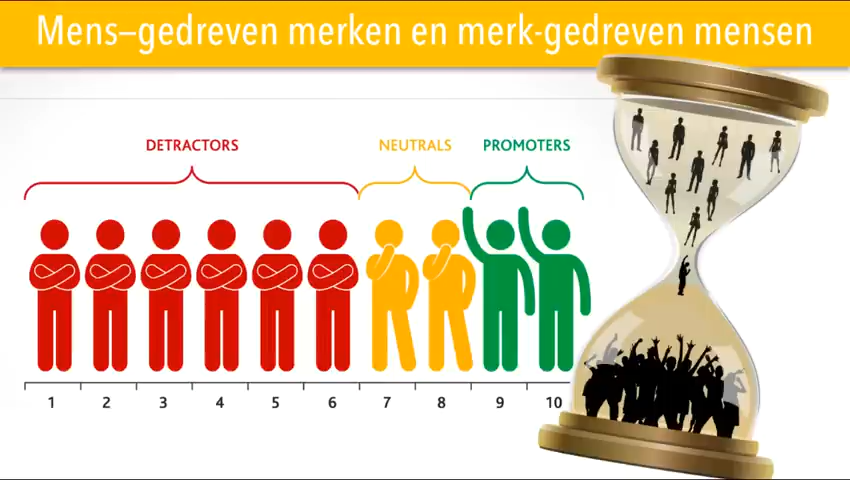 Mens–gedreven merken en merk-gedreven mensen
DETRACTORS NEUTRALS PROMOTERS
1 2 3 4 5 6 7 8 9 10